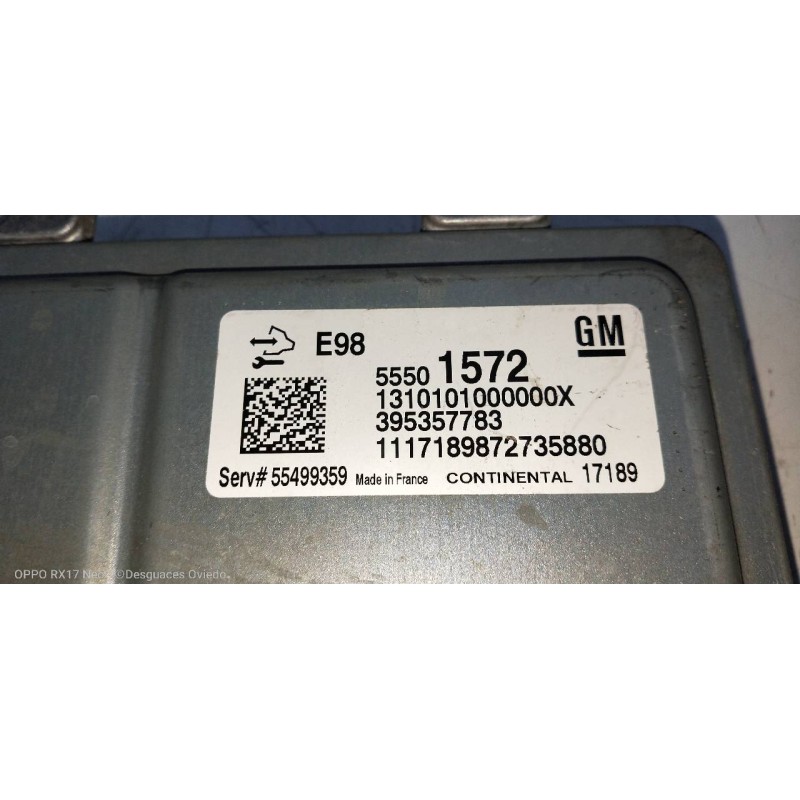 E98
GM
5550 1572
1310101000000X
395357783
1117189872735880
Serv# 55499359 Made in France CONTINENTAL 17189
OPPO RX17 Ne ©Desguaces Oviedo